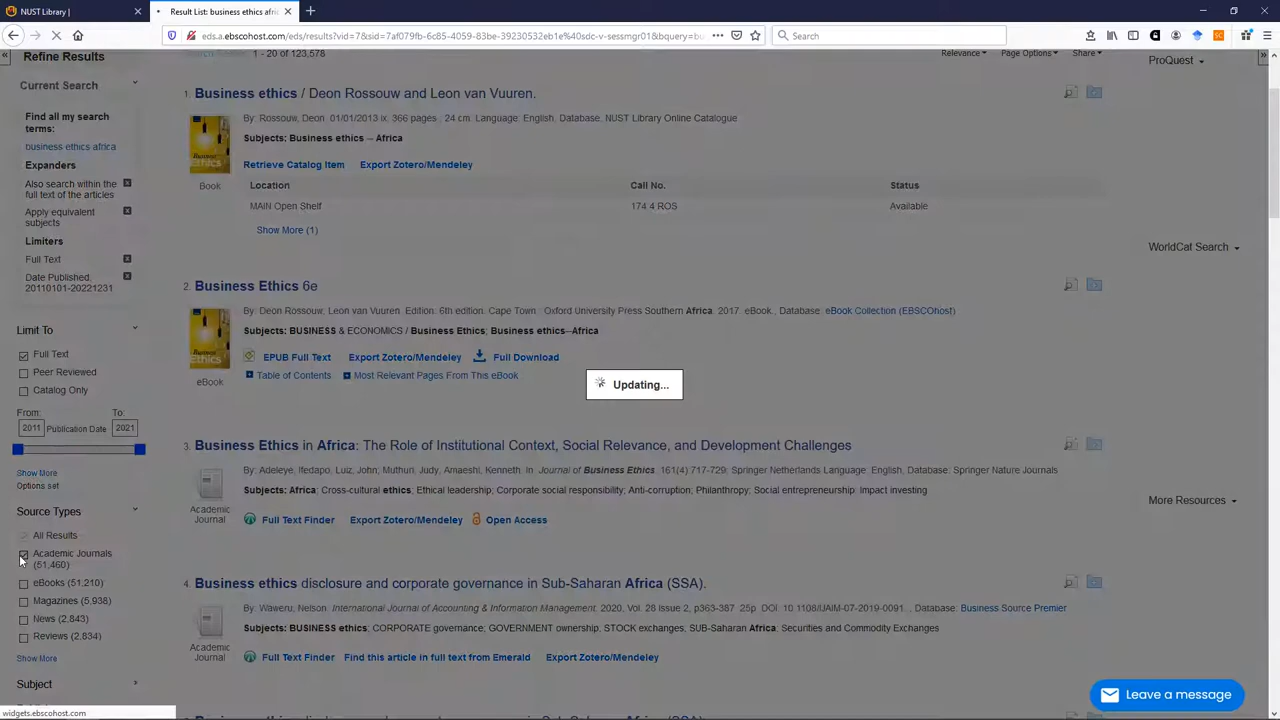 NUST Library |
Result List: business ethics afri
eds.a.ebscohost.com/eds/results?vid=7&sid=7af079fb-6c85-4059-83be-39230532eb1e%40sdc-v-sessmgr01&bquery=bu
Search
Refine Results
1 - 20 of 123,578
Relevance
Page Options
Share
ProQuest
Current Search
Find all my search
terms:
business ethics africa
Expanders
Also search within the
full text of the articles
Apply equivalent
subjects
Limiters
Full Text
Date Published:
20110101-20221231
Limit To
Full Text
Peer Reviewed
Catalog Only
From:
To:
2011
Publication Date
2021
Show More
Options set
Source Types
All Results
Academic Journals
(51,460)
eBooks (51,210)
Magazines (5,938)
News (2,843)
Reviews (2,834)
Show More
Subject
widgets.ebscohost.com
1. Business ethics / Deon Rossouw and Leon van Vuuren.
By: Rossouw, Deon. 01/01/2013 ix. 366 pages : 24 cm. Language: English, Database: NUST Library Online Catalogue
Subjects: Business ethics -- Africa
Retrieve Catalog Item
Export Zotero/Mendeley
Book
Location
Call No.
Status
MAIN Open Shelf
174.4 ROS
Available
Show More (1)
WorldCat Search
2. Business Ethics 6e
By: Deon Rossouw, Leon van Vuuren. Edition: 6th edition. Cape Town : Oxford University Press Southern Africa. 2017. eBook., Database: eBook Collection (EBSCOhost)
Subjects: BUSINESS & ECONOMICS / Business Ethics; Business ethics--Africa
EPUB Full Text
Export Zotero/Mendeley
Full Download
eBook
Table of Contents
Most Relevant Pages From This eBook
Updating...
3. Business Ethics in Africa: The Role of Institutional Context, Social Relevance, and Development Challenges
By: Adeleye, Ifedapo, Luiz, John; Muthuri, Judy, Amaeshi, Kenneth. In Journal of Business Ethics. 161(4) 717-729; Springer Netherlands Language: English, Database: Springer Nature Journals
Subjects: Africa; Cross-cultural ethics; Ethical leadership; Corporate social responsibility; Anti-corruption; Philanthropy; Social entrepreneurship; Impact investing
Academic
Journal
Full Text Finder
Export Zotero/Mendeley
Open Access
More Resources
4. Business ethics disclosure and corporate governance in Sub-Saharan Africa (SSA).
By: Waweru, Nelson. International Journal of Accounting & Information Management. 2020, Vol. 28 Issue 2, p363-387. 25p. DOI: 10.1108/IJAIM-07-2019-0091. , Database: Business Source Premier
Subjects: BUSINESS ethics; CORPORATE governance; GOVERNMENT ownership; STOCK exchanges; SUB-Saharan Africa; Securities and Commodity Exchanges
Academic
Journal
Full Text Finder
Find this article in full text from Emerald
Export Zotero/Mendeley
Leave a message